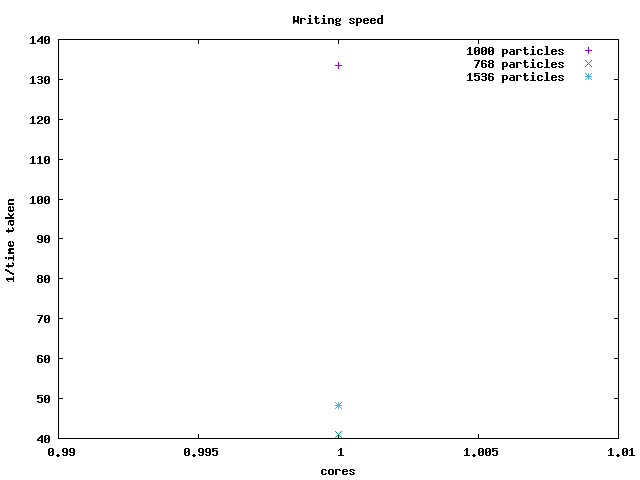 Writing speed
140
130
120
110
100
90
80
70
60
50
40
0.99
0.995
1
1.005
1.01
cores
1/time taken
1000 particles
768 particles
1536 particles